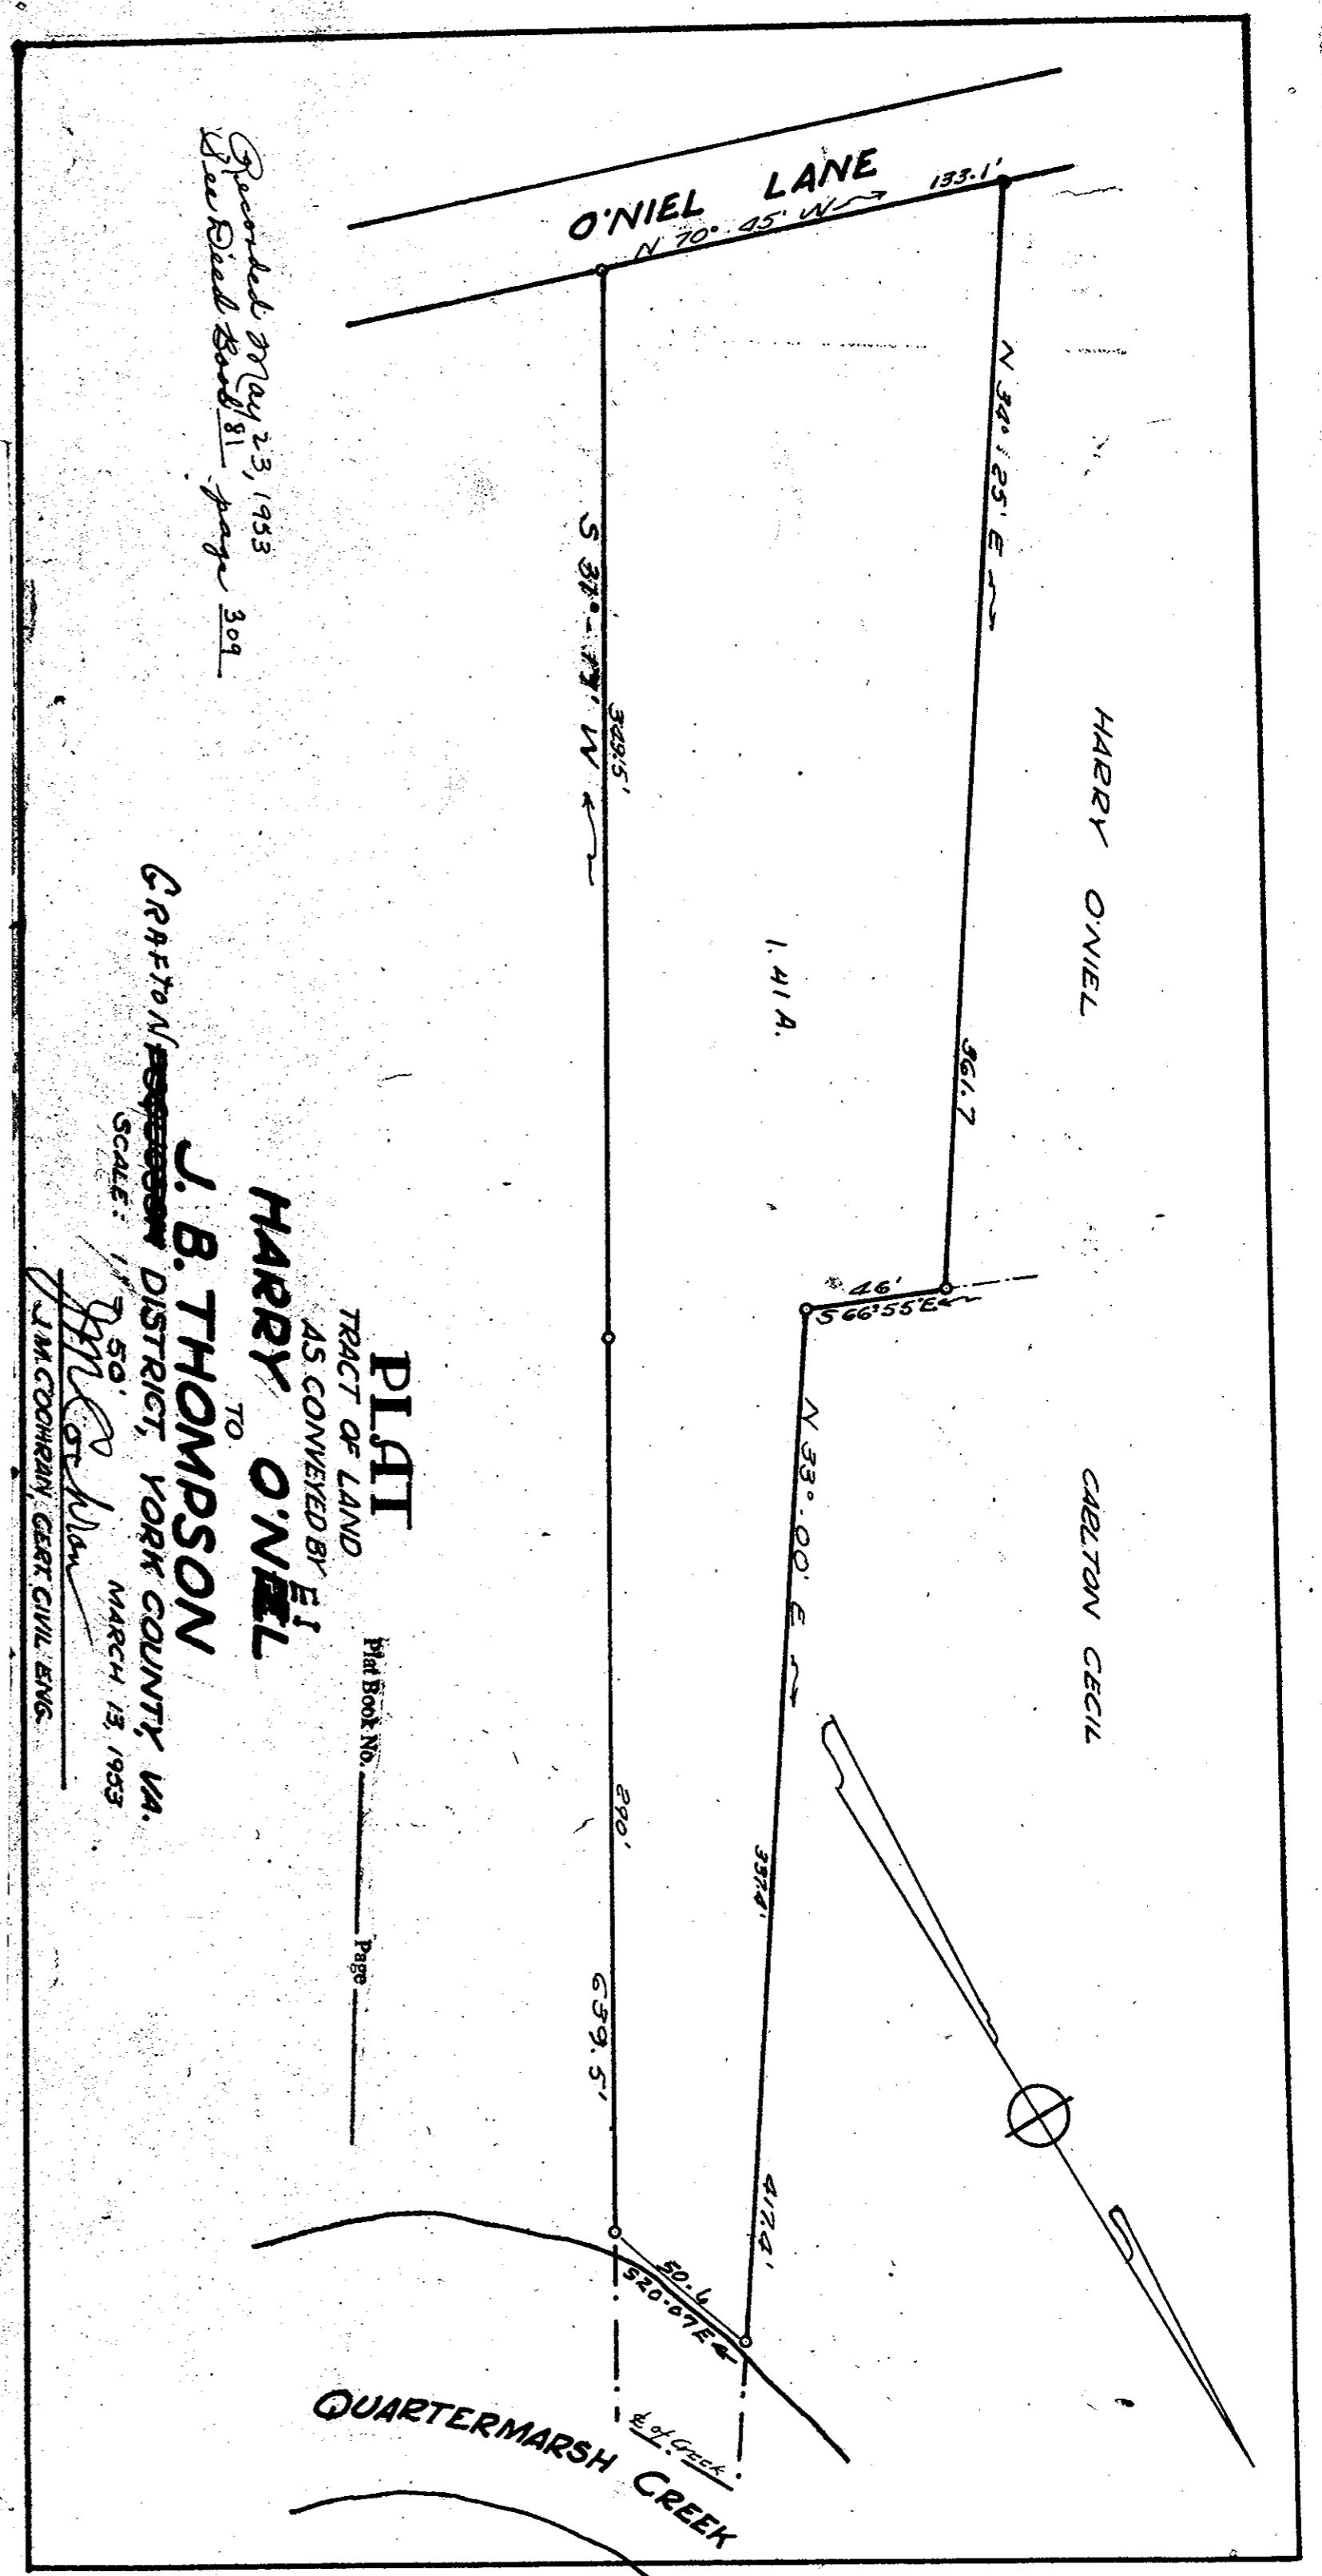 O'NIEL LANE
N 70° 45' W
133.1'
N 34° 25' E
361.7
HARRY O'NIEL
1.41 A.
349.5'
46'
S 66° 55' E
N 33° - 00' E
337.4'
417.4'
CARLTON CECIL
290'
639.5'
50.6
S20-07E
₵ of Creek
QUARTERMARSH CREEK
Recorded May 23, 1953
See Deed Book 81 page 309
PLAT
TRACT OF LAND
AS CONVEYED BY
HARRY O'NEIL
TO
J. B. THOMPSON
GRAFTON DISTRICT, YORK COUNTY, VA.
SCALE: 1" = 50' MARCH 13, 1953
J M COCHRAN, CERT. CIVIL ENG.
Plat Book No. Page